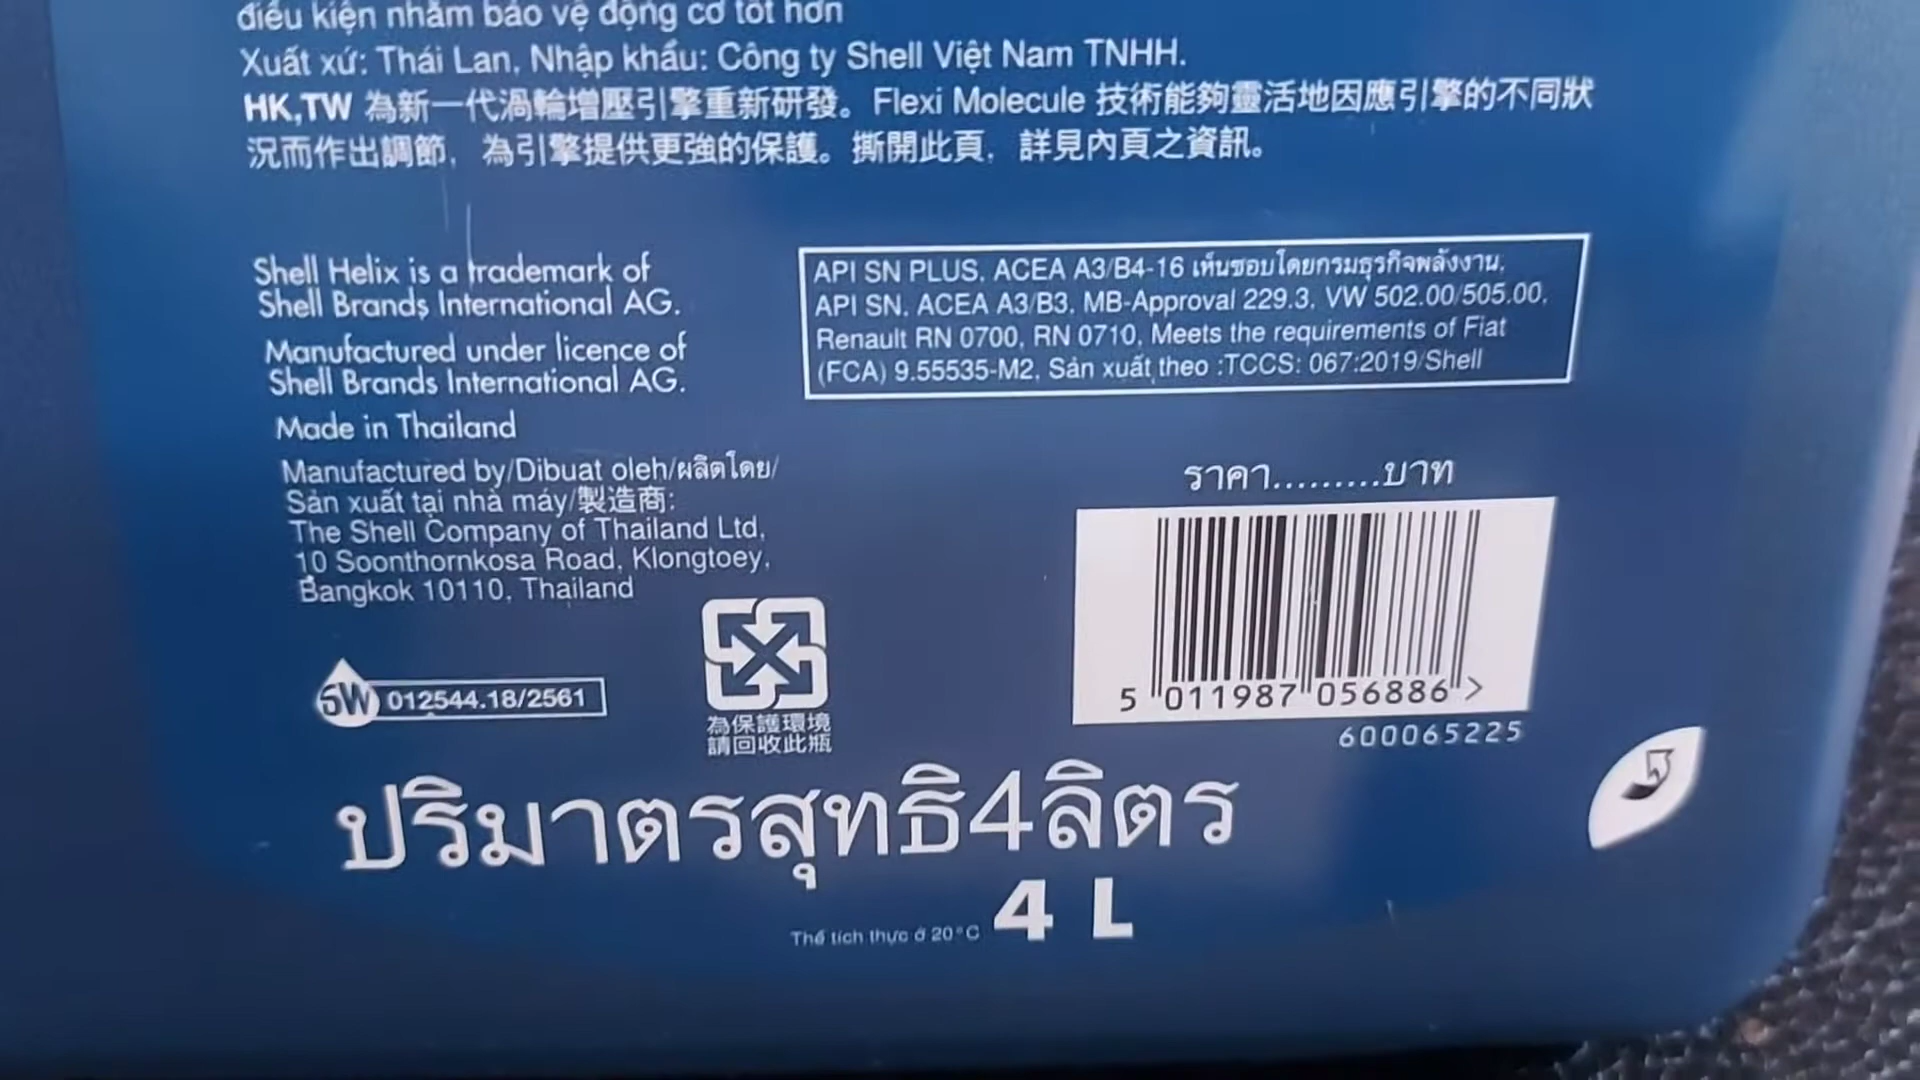 điều kiện nhằm bảo vệ động cơ tốt hơn
Xuất xứ: Thái Lan, Nhập khẩu: Công ty Shell Việt Nam TNHH.
HK,TW 為新一代渦輪增壓引擎重新研發。Flexi Molecule 技術能夠靈活地因應引擎的不同狀
況而作出調節，為引擎提供更強的保護。撕開此頁，詳見內頁之資訊。
Shell Helix is a trademark of
Shell Brands International AG.
Manufactured under licence of
Shell Brands International AG.
Made in Thailand
Manufactured by/Dibuat oleh/ผลิตโดย/
Sản xuất tại nhà máy/製造商:
The Shell Company of Thailand Ltd,
10 Soonthornkosa Road, Klongtoey,
Bangkok 10110, Thailand
API SN PLUS, ACEA A3/B4-16 เห็นชอบโดยกรมธุรกิจพลังงาน,
API SN, ACEA A3/B3, MB-Approval 229.3, VW 502.00/505.00,
Renault RN 0700, RN 0710, Meets the requirements of Fiat
(FCA) 9.55535-M2, Sản xuất theo :TCCS: 067:2019/Shell
ราคา.........บาท
5 011987 056886 >
600065225
5W 012544.18/2561
為保護環境
請回收此瓶
ปริมาตรสุทธิ4ลิตร
Thể tích thực ở 20°C 4 L